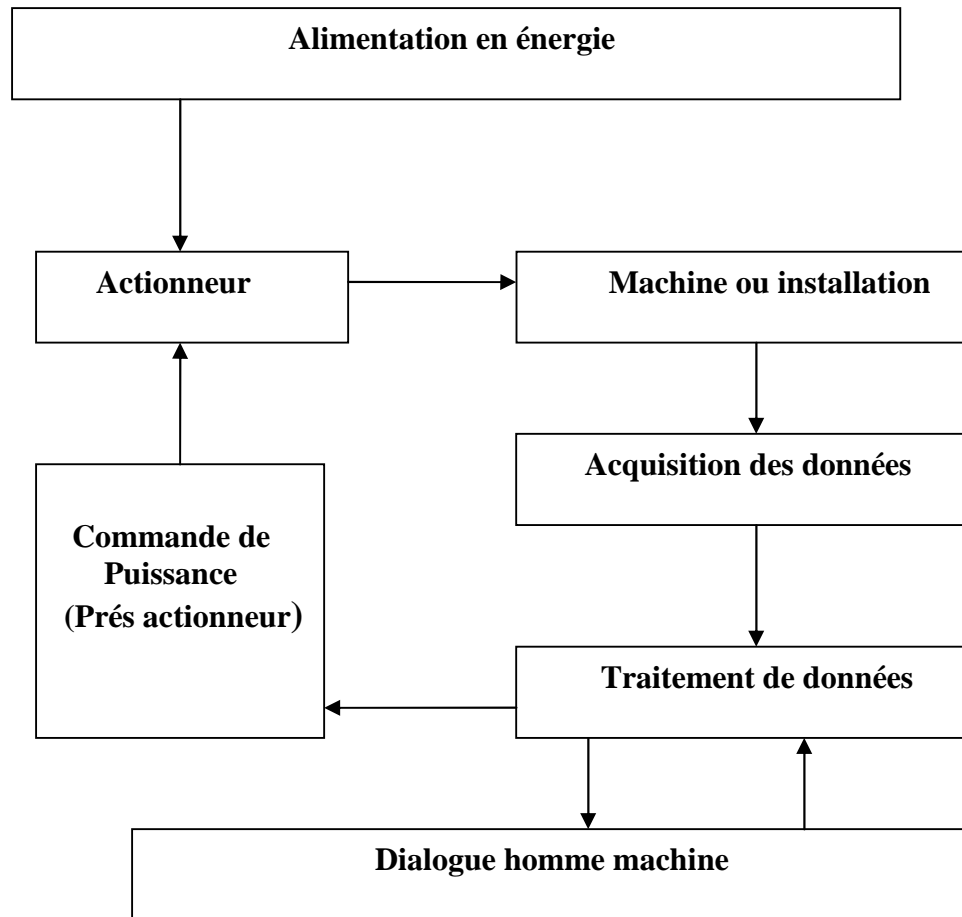 Alimentation en énergie
Actionneur
Machine ou installation
Acquisition des données
Commande de
Puissance
(Prés actionneur)
Traitement de données
Dialogue homme machine